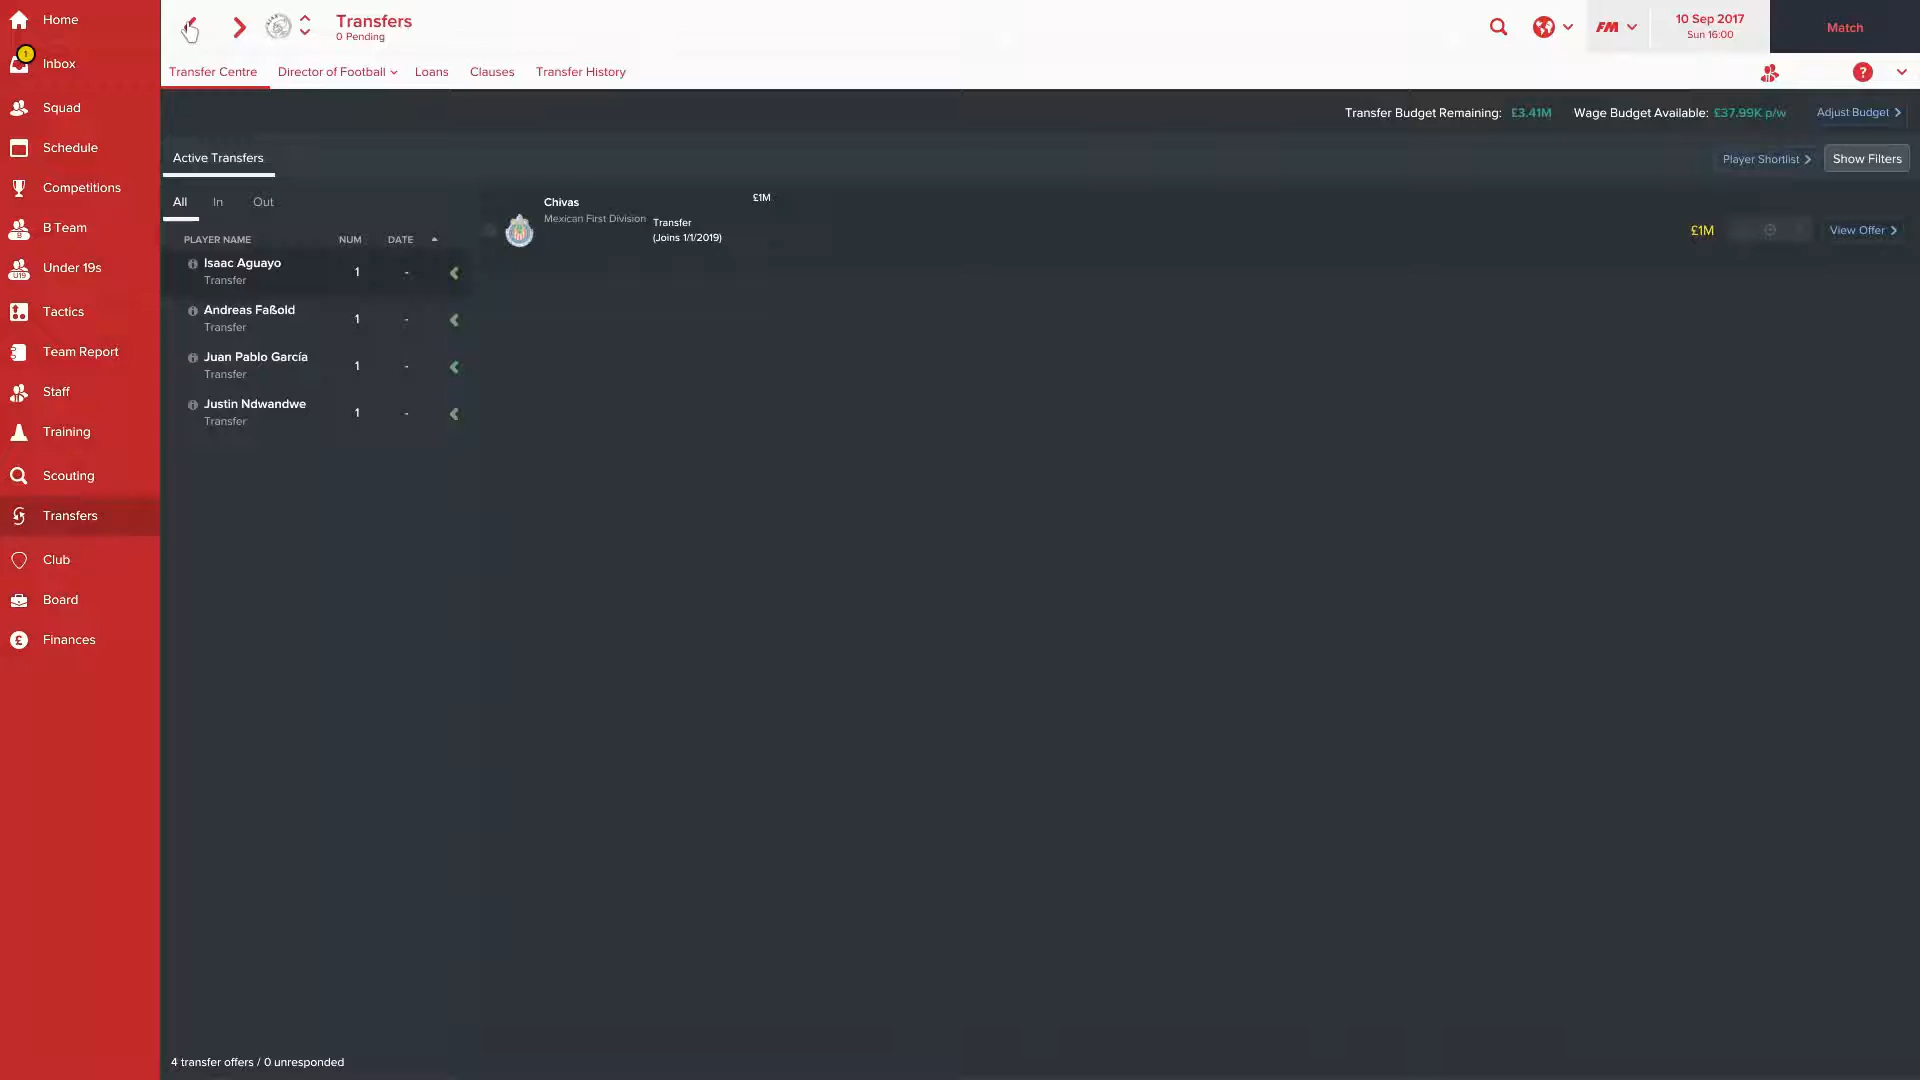 Home
1
Inbox
Squad
Schedule
Competitions
B
B Team
U19
Under 19s
Tactics
Team Report
Staff
Training
Scouting
Transfers
Club
Board
£
Finances
Transfers
0 Pending
FM
10 Sep 2017
Sun 16:00
Match
Transfer Centre
Director of Football
Loans
Clauses
Transfer History
?
Transfer Budget Remaining: £3.41M
Wage Budget Available: £37.99K p/w
Adjust Budget
Active Transfers
Player Shortlist
Show Filters
All
In
Out
PLAYER NAME NUM DATE
Isaac Aguayo 1 -
Transfer
Andreas Faßold 1 -
Transfer
Juan Pablo García 1 -
Transfer
Justin Ndwandwe 1 -
Transfer
Chivas
Mexican First Division
Transfer
(Joins 1/1/2019)
£1M
£1M
View Offer
4 transfer offers / 0 unresponded